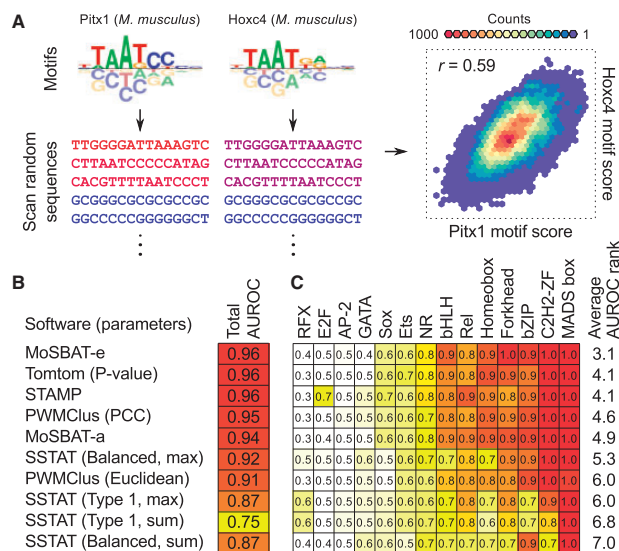 A
Pitx1 (M. musculus)
Hoxc4 (M. musculus)
Counts
1000
1
Motifs
TAATCC
TAAT
r = 0.59
Hoxc4 motif score
Pitx1 motif score
Scan random sequences
TTGGGGATTAAAGTC TTGGGGATTAAAGTC
CTTAATCCCCCATAG CTTAATCCCCCATAG
CACGTTTTAATCCCT CACGTTTTAATCCCT
GCGGGCGCGCGCCGC GCGGGCGCGCGCCGC
GGCCCCCGGGGGGCT GGCCCCCGGGGGGCT
B
C
Software (parameters) Total AUROC RFX E2F AP-2 GATA Sox Ets NR bHLH Rel Homeobox Forkhead bZIP C2H2-ZF MADS box Average AUROC rank
MoSBAT-e 0.96 0.4 0.5 0.5 0.4 0.6 0.6 0.8 0.9 0.8 0.9 1.0 0.9 1.0 1.0 3.1
Tomtom (P-value) 0.96 0.3 0.5 0.5 0.5 0.6 0.7 0.8 0.9 0.8 0.9 0.9 0.9 1.0 1.0 4.1
STAMP 0.96 0.3 0.7 0.5 0.6 0.7 0.6 0.7 0.8 0.9 0.9 0.8 0.9 1.0 1.0 4.1
PWMClus (PCC) 0.95 0.3 0.5 0.5 0.5 0.6 0.6 0.7 0.8 0.8 0.9 0.9 0.9 1.0 1.0 4.6
MoSBAT-a 0.94 0.3 0.4 0.5 0.5 0.6 0.6 0.8 0.9 0.9 0.9 0.9 0.9 1.0 1.0 4.9
SSTAT (Balanced, max) 0.92 0.5 0.5 0.6 0.6 0.5 0.6 0.7 0.7 0.8 0.7 0.9 0.9 1.0 1.0 5.3
PWMClus (Euclidean) 0.91 0.3 0.5 0.5 0.5 0.6 0.6 0.6 0.8 0.8 0.8 0.8 0.9 1.0 1.0 6.0
SSTAT (Type 1, max) 0.87 0.6 0.5 0.5 0.6 0.6 0.6 0.7 0.7 0.8 0.7 0.8 0.7 0.9 1.0 6.0
SSTAT (Type 1, sum) 0.75 0.6 0.5 0.5 0.6 0.6 0.6 0.7 0.7 0.8 0.6 0.8 0.7 0.8 1.0 6.8
SSTAT (Balanced, sum) 0.87 0.4 0.4 0.5 0.6 0.6 0.6 0.7 0.7 0.7 0.7 0.7 0.9 0.7 1.0 7.0